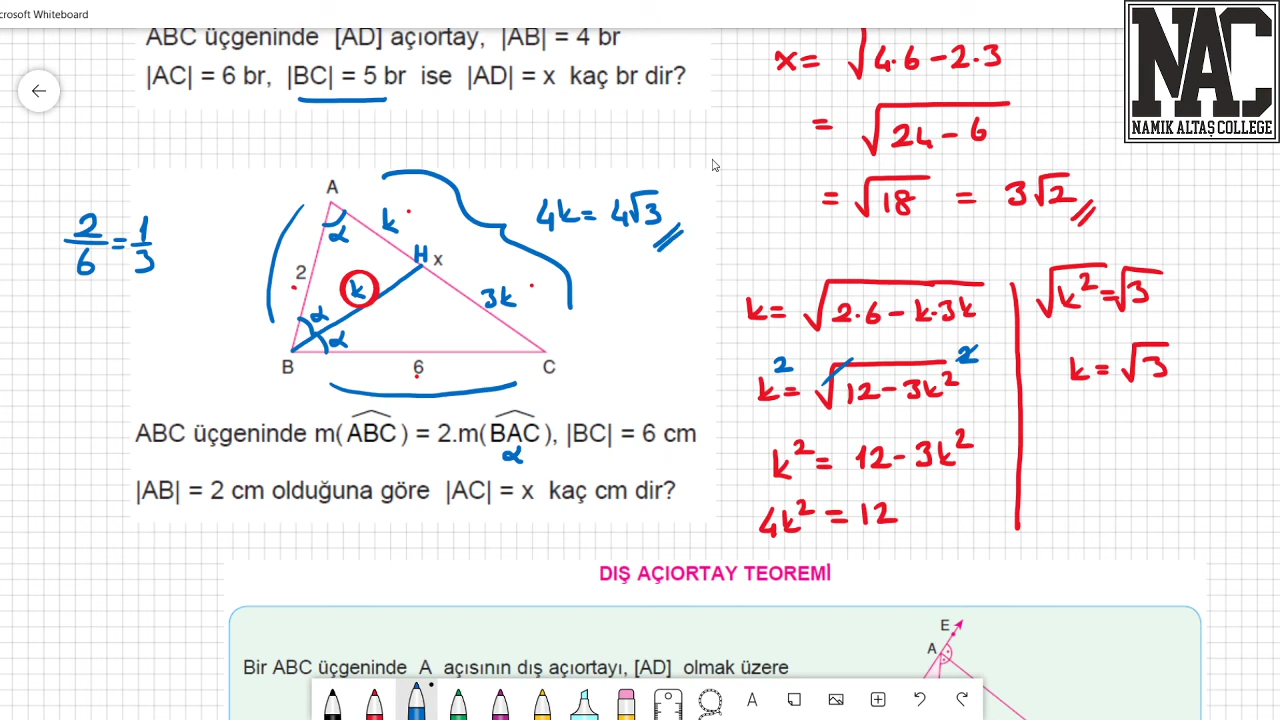 crosoft Whiteboard
ABC üçgeninde [AD] açıortay, |AB| = 4 br
|AC| = 6 br, |BC| = 5 br ise |AD| = x kaç br dir?
x = √4.6 – 2.3
= √24 – 6
= √18 = 3√2
NAC
NAMIK ALTAŞ COLLEGE
2/6 = 1/3
A
α
k
4k = 4√3
H
x
2
k
3k
α
α
B
6
C
k = √2.6 – k.3k
k² = √12 – 3k² ²
k² = 12 – 3k²
4k² = 12
√k² = √3
k = √3
ABC üçgeninde m(ABC) = 2.m(BAC), |BC| = 6 cm
α
|AB| = 2 cm olduğuna göre |AC| = x kaç cm dir?
DIŞ AÇIORTAY TEOREMİ
E
A
Bir ABC üçgeninde A açısının dış açıortayı, [AD] olmak üzere
A